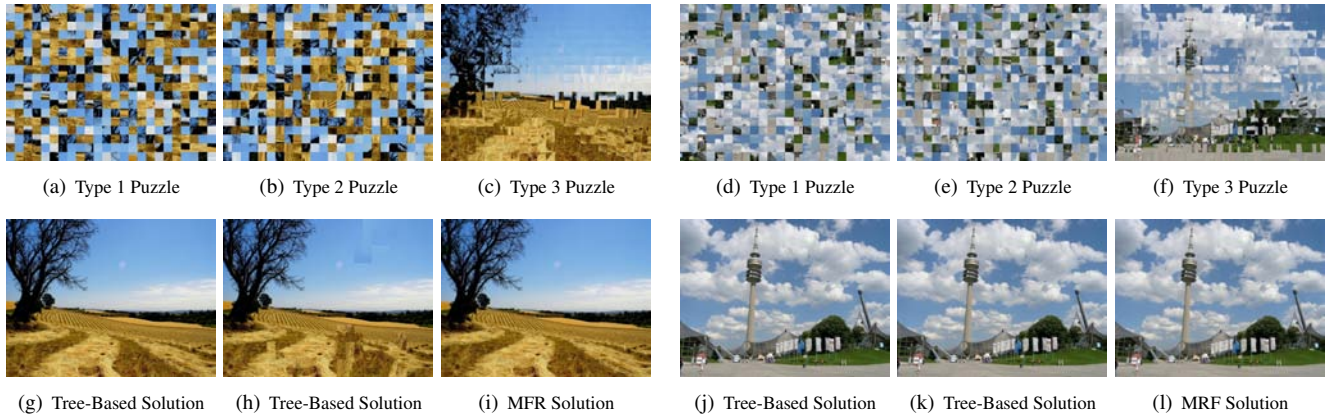 (a) Type 1 Puzzle (b) Type 2 Puzzle (c) Type 3 Puzzle (d) Type 1 Puzzle (e) Type 2 Puzzle (f) Type 3 Puzzle
(g) Tree-Based Solution (h) Tree-Based Solution (i) MFR Solution (j) Tree-Based Solution (k) Tree-Based Solution (l) MRF Solution